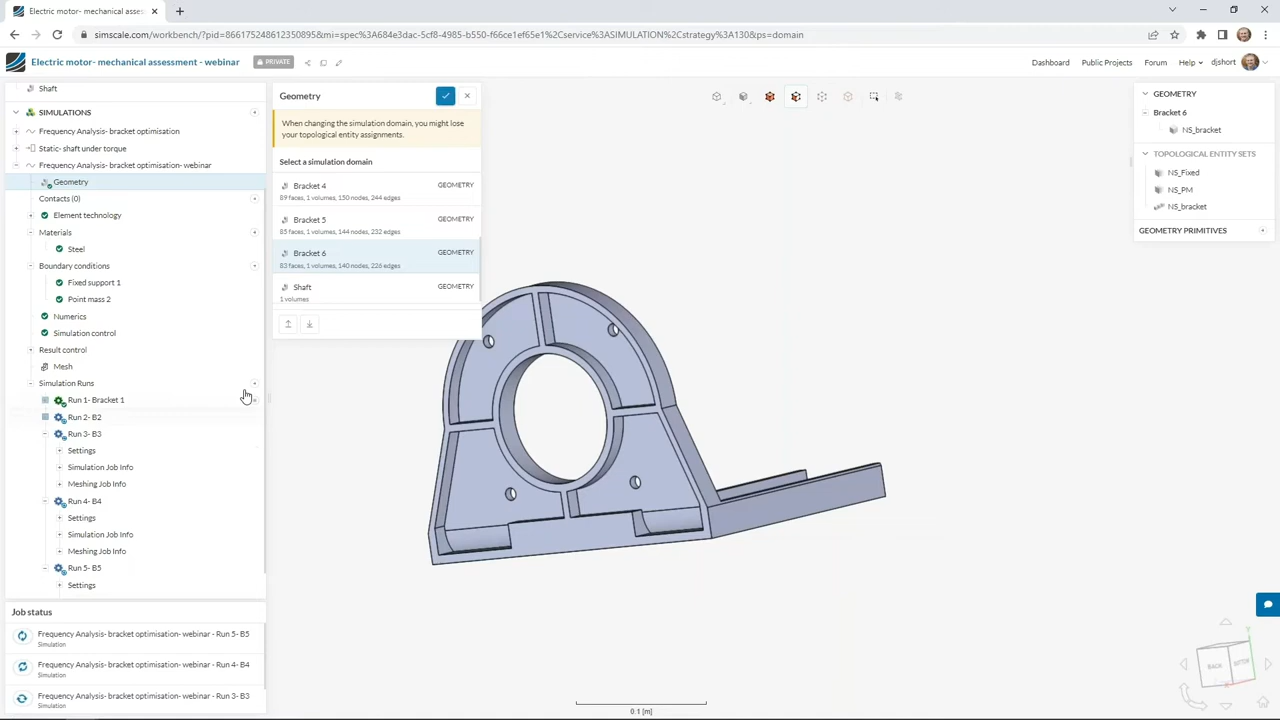 Electric motor- mechanical assess
simscale.com/workbench/?pid=866175248612350895&mi=spec%3A684e3dac-5cf8-4985-b550-f66ce1ef65e1%2Cservice%3ASIMULATION%2Cstrategy%3A130&ps=domain
Electric motor- mechanical assessment - webinar
PRIVATE
Dashboard
Public Projects
Forum
Help
djshort
Shaft
SIMULATIONS
Frequency Analysis- bracket optimisation
Static- shaft under torque
Frequency Analysis- bracket optimisation- webinar
Geometry
Contacts (0)
Element technology
Materials
Steel
Boundary conditions
Fixed support 1
Point mass 2
Numerics
Simulation control
Result control
Mesh
Simulation Runs
Run 1- Bracket 1
Run 2- B2
Run 3- B3
Settings
Simulation Job Info
Meshing Job Info
Run 4- B4
Settings
Simulation Job Info
Meshing Job Info
Run 5- B5
Settings
Job status
Frequency Analysis- bracket optimisation- webinar - Run 5- B5
Simulation
Frequency Analysis- bracket optimisation- webinar - Run 4- B4
Simulation
Frequency Analysis- bracket optimisation- webinar - Run 3- B3
Simulation
Geometry
When changing the simulation domain, you might lose
your topological entity assignments.
Select a simulation domain
Bracket 4
GEOMETRY
89 faces, 1 volumes, 150 nodes, 244 edges
Bracket 5
GEOMETRY
85 faces, 1 volumes, 144 nodes, 232 edges
Bracket 6
GEOMETRY
83 faces, 1 volumes, 140 nodes, 226 edges
Shaft
GEOMETRY
1 volumes
GEOMETRY
Bracket 6
NS_bracket
TOPOLOGICAL ENTITY SETS
NS_Fixed
NS_PM
NS_bracket
GEOMETRY PRIMITIVES
BACK
BOTTOM
0.1 [m]